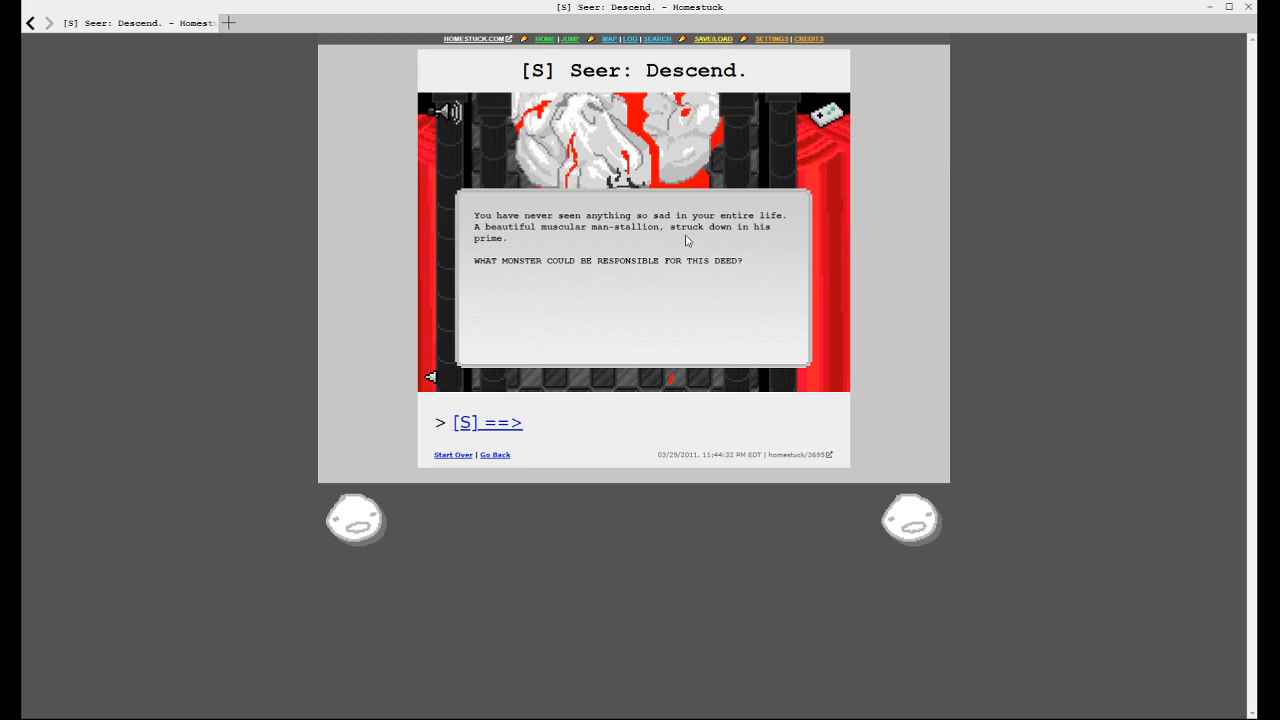 [S] Seer: Descend. - Homestuck
[S] Seer: Descend. - Homest
HOMESTUCK.COM HOME | JUMP MAP | LOG | SEARCH SAVE/LOAD SETTINGS | CREDITS
[S] Seer: Descend.
You have never seen anything so sad in your entire life.
A beautiful muscular man-stallion, struck down in his
prime.
WHAT MONSTER COULD BE RESPONSIBLE FOR THIS DEED?
> [S] ==>
Start Over | Go Back 03/29/2011, 11:44:32 PM EDT | homestuck/3695